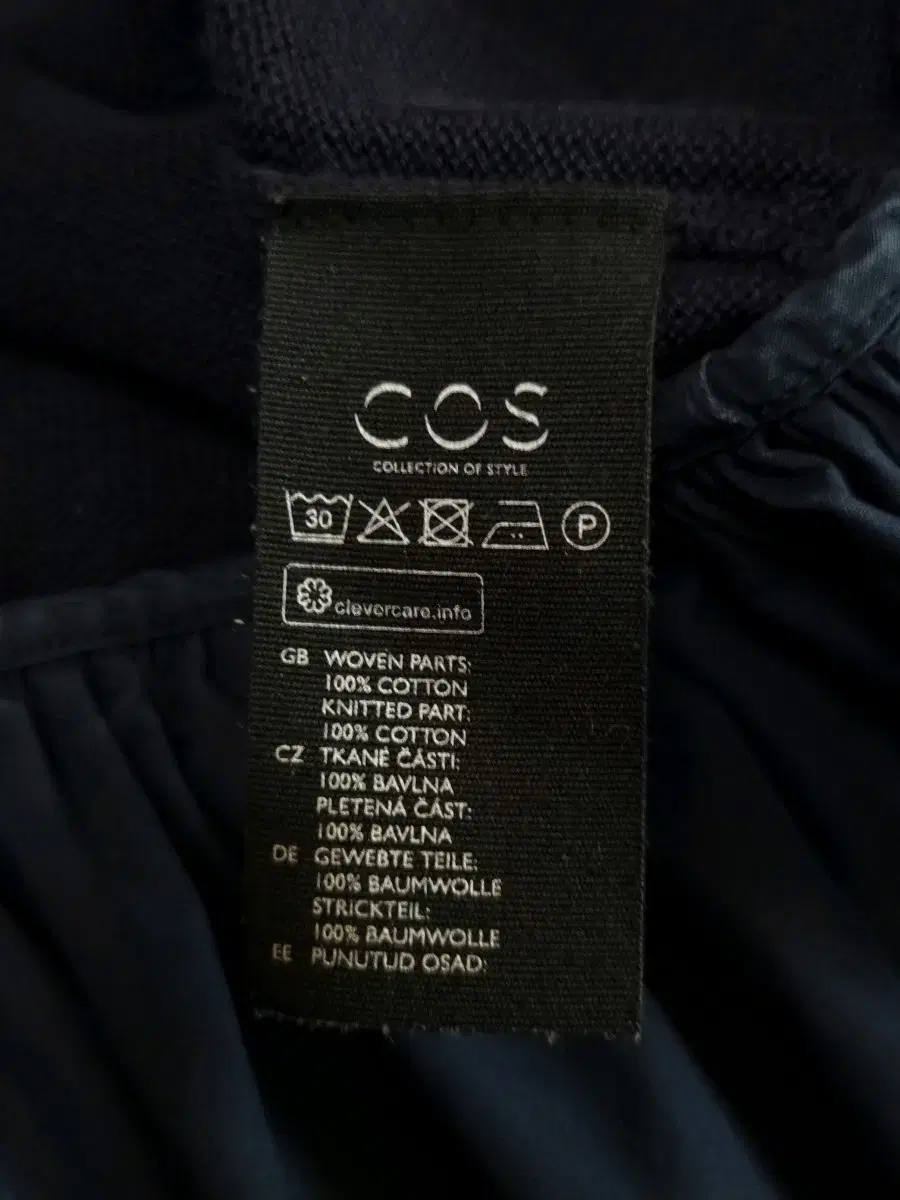 COS
COLLECTION OF STYLE
30 P
clevercare.info
GB WOVEN PARTS:
100% COTTON
KNITTED PART:
100% COTTON
CZ TKANÉ ČÁSTI:
100% BAVLNA
PLETENÁ ČÁST:
100% BAVLNA
DE GEWEBTE TEILE:
100% BAUMWOLLE
STRICKTEIL:
100% BAUMWOLLE
EE PUNUTUD OSAD: